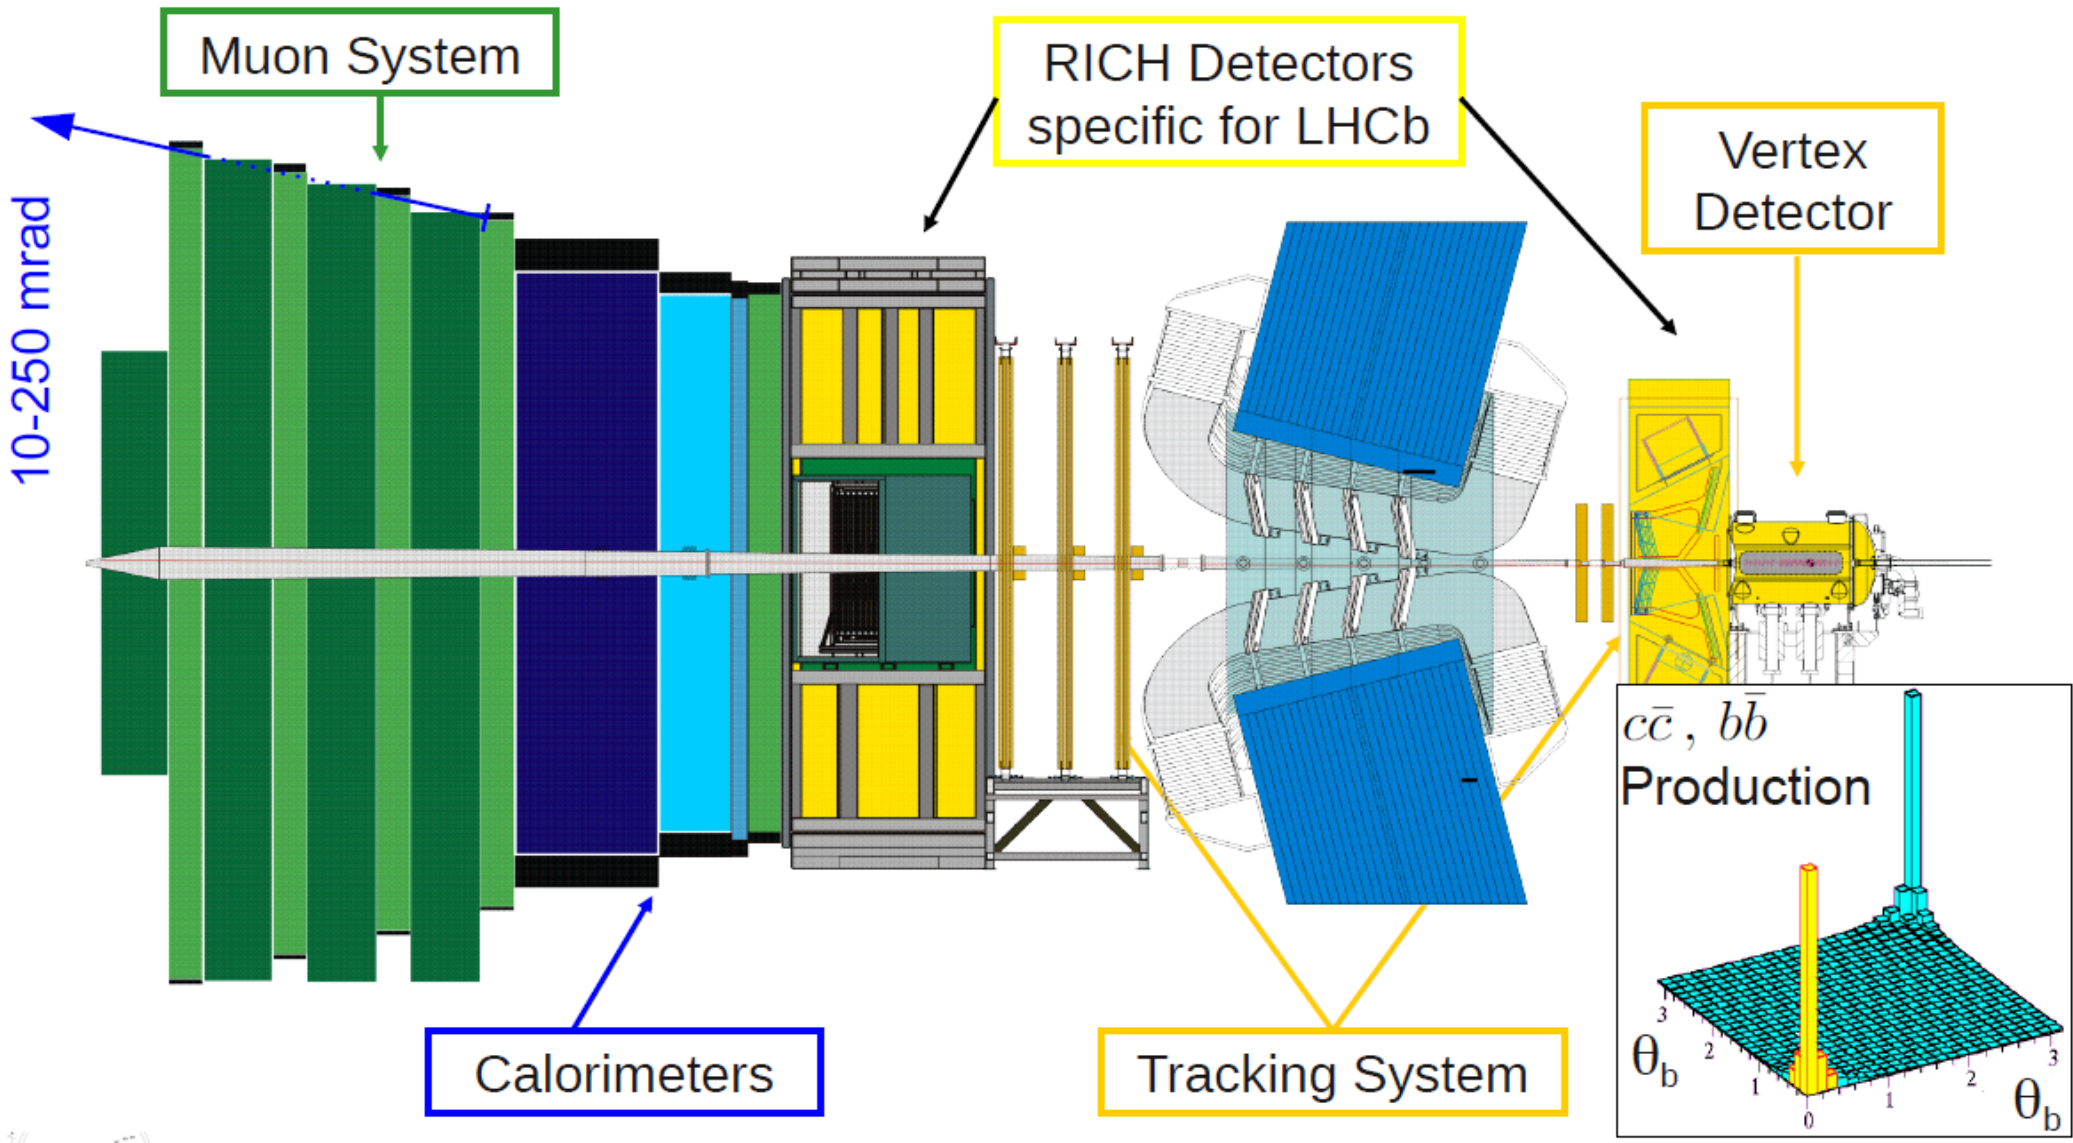 Muon System
RICH Detectors
specific for LHCb
Vertex
Detector
10-250 mrad
Calorimeters
Tracking System
cc̄ , bb̄
Production
3
2
1
0
1
2
3
θb
θb